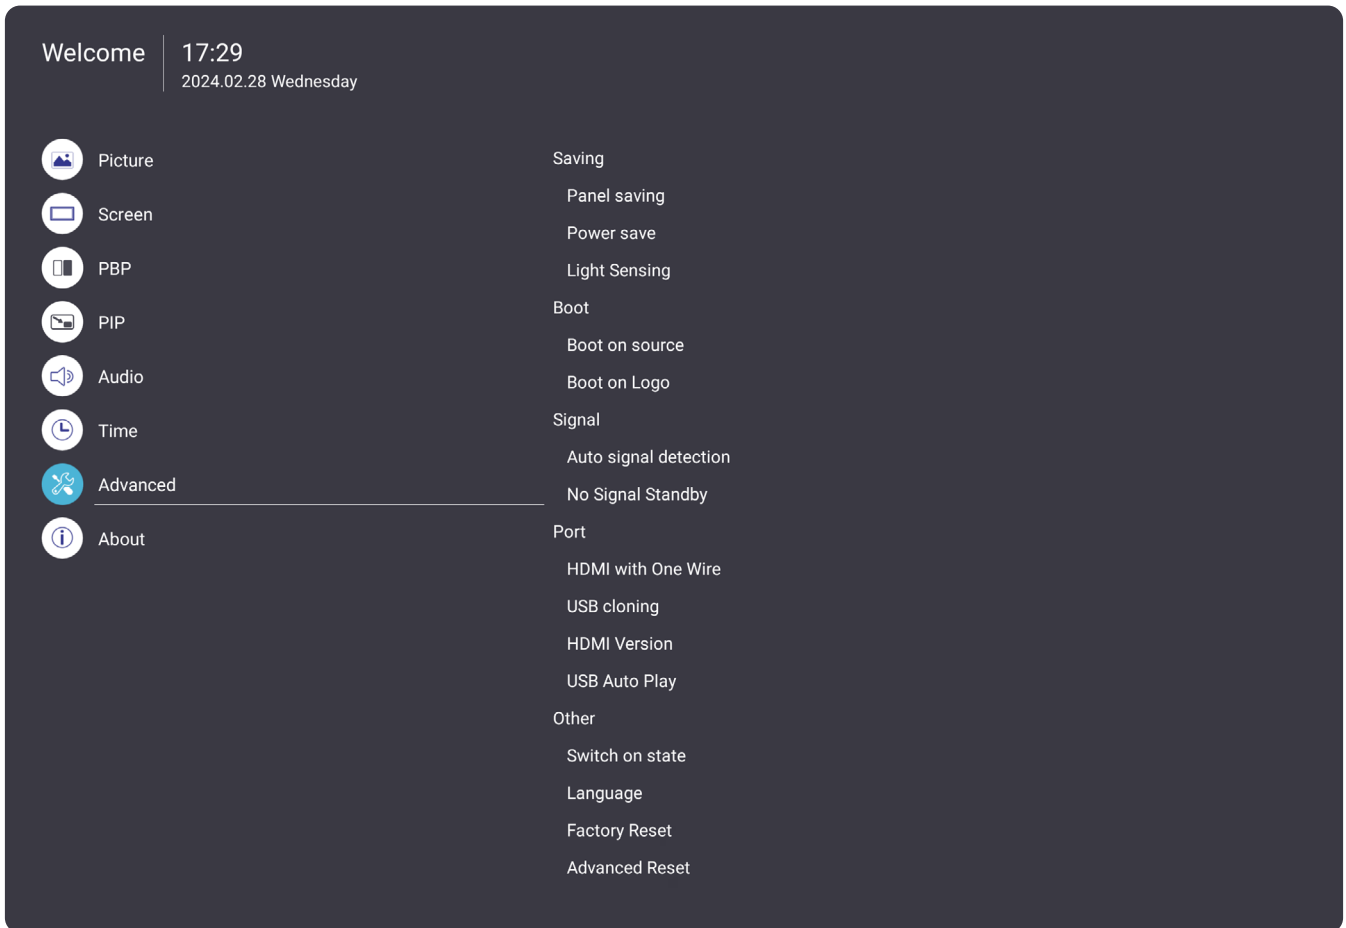 Welcome
17:29
2024.02.28 Wednesday
Picture
Screen
PBP
PIP
Audio
Time
Advanced
About
Saving
Panel saving
Power save
Light Sensing
Boot
Boot on source
Boot on Logo
Signal
Auto signal detection
No Signal Standby
Port
HDMI with One Wire
USB cloning
HDMI Version
USB Auto Play
Other
Switch on state
Language
Factory Reset
Advanced Reset